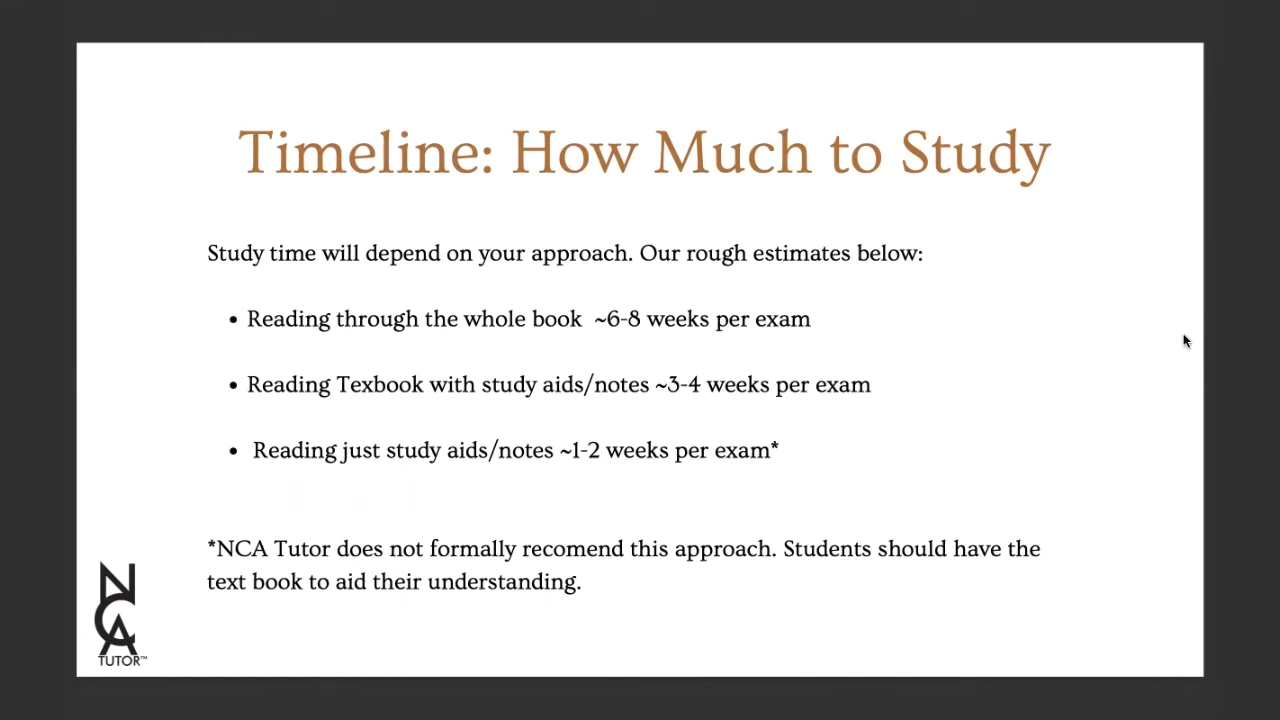 Timeline: How Much to Study
Study time will depend on your approach. Our rough estimates below:
• Reading through the whole book ~6-8 weeks per exam
• Reading Texbook with study aids/notes ~3-4 weeks per exam
• Reading just study aids/notes ~1-2 weeks per exam*
*NCA Tutor does not formally recomend this approach. Students should have the
text book to aid their understanding.
NCA
TUTOR™